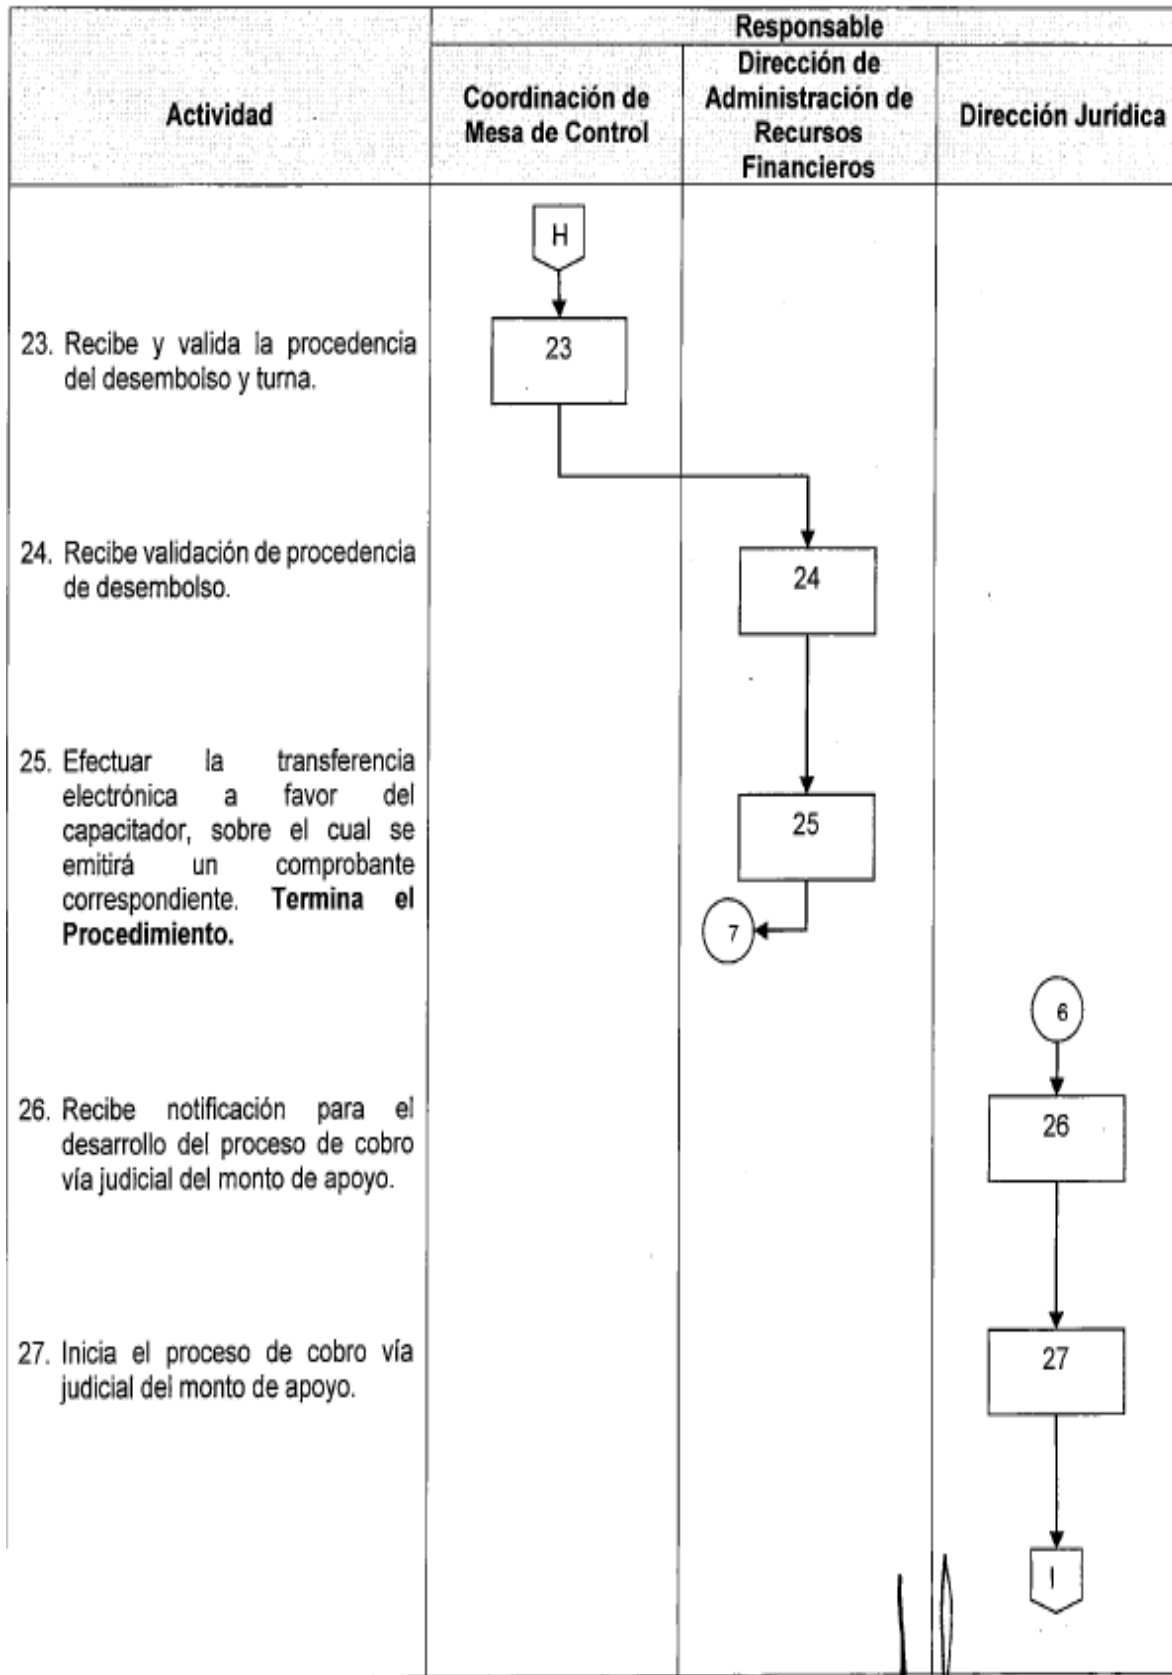 Responsable
Actividad
Coordinación de
Mesa de Control
Dirección de
Administración de
Recursos
Financieros
Dirección Jurídica
H
23. Recibe y valida la procedencia
del desembolso y turna.
23
24. Recibe validación de procedencia
de desembolso.
24
25. Efectuar la transferencia
electrónica a favor del
capacitador, sobre el cual se
emitirá un comprobante
correspondiente. Termina el
Procedimiento.
25
7
6
26. Recibe notificación para el
desarrollo del proceso de cobro
vía judicial del monto de apoyo.
26
27. Inicia el proceso de cobro vía
judicial del monto de apoyo.
27
I